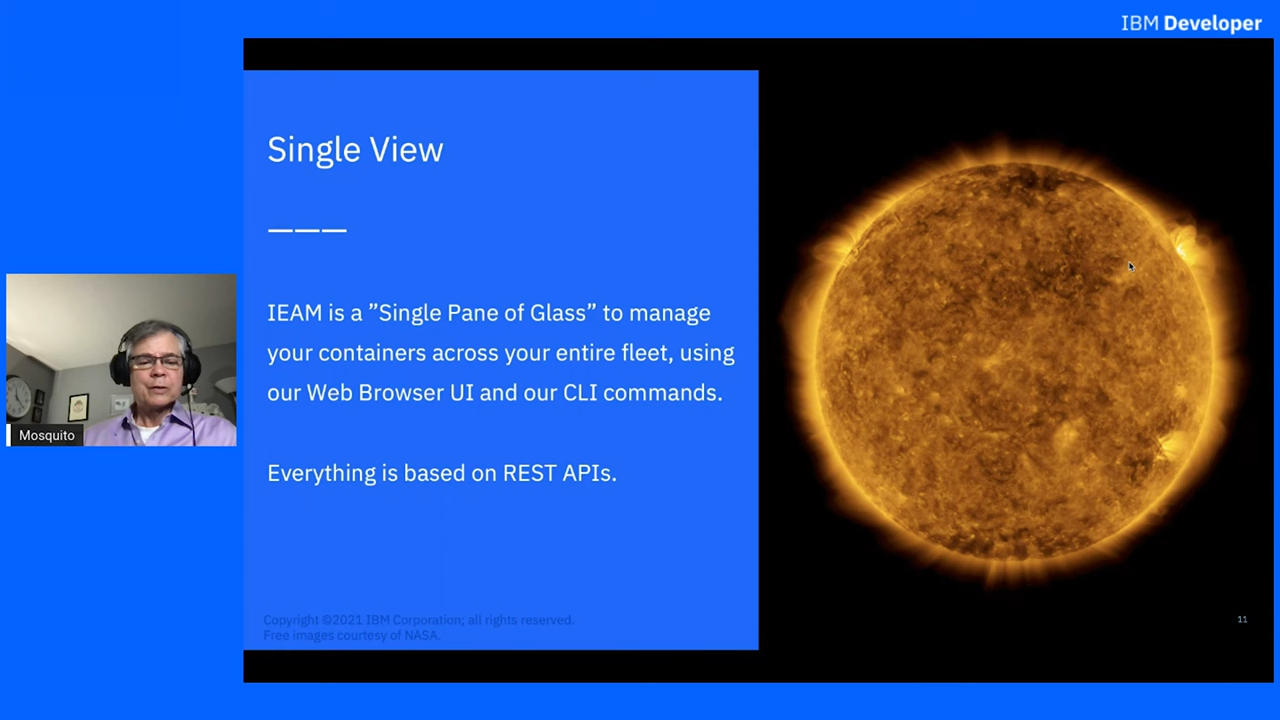 IBM Developer
Single View
IEAM is a ”Single Pane of Glass” to manage
your containers across your entire fleet, using
our Web Browser UI and our CLI commands.
Everything is based on REST APIs.
Copyright ©2021 IBM Corporation; all rights reserved.
Free images courtesy of NASA.
11
Mosquito